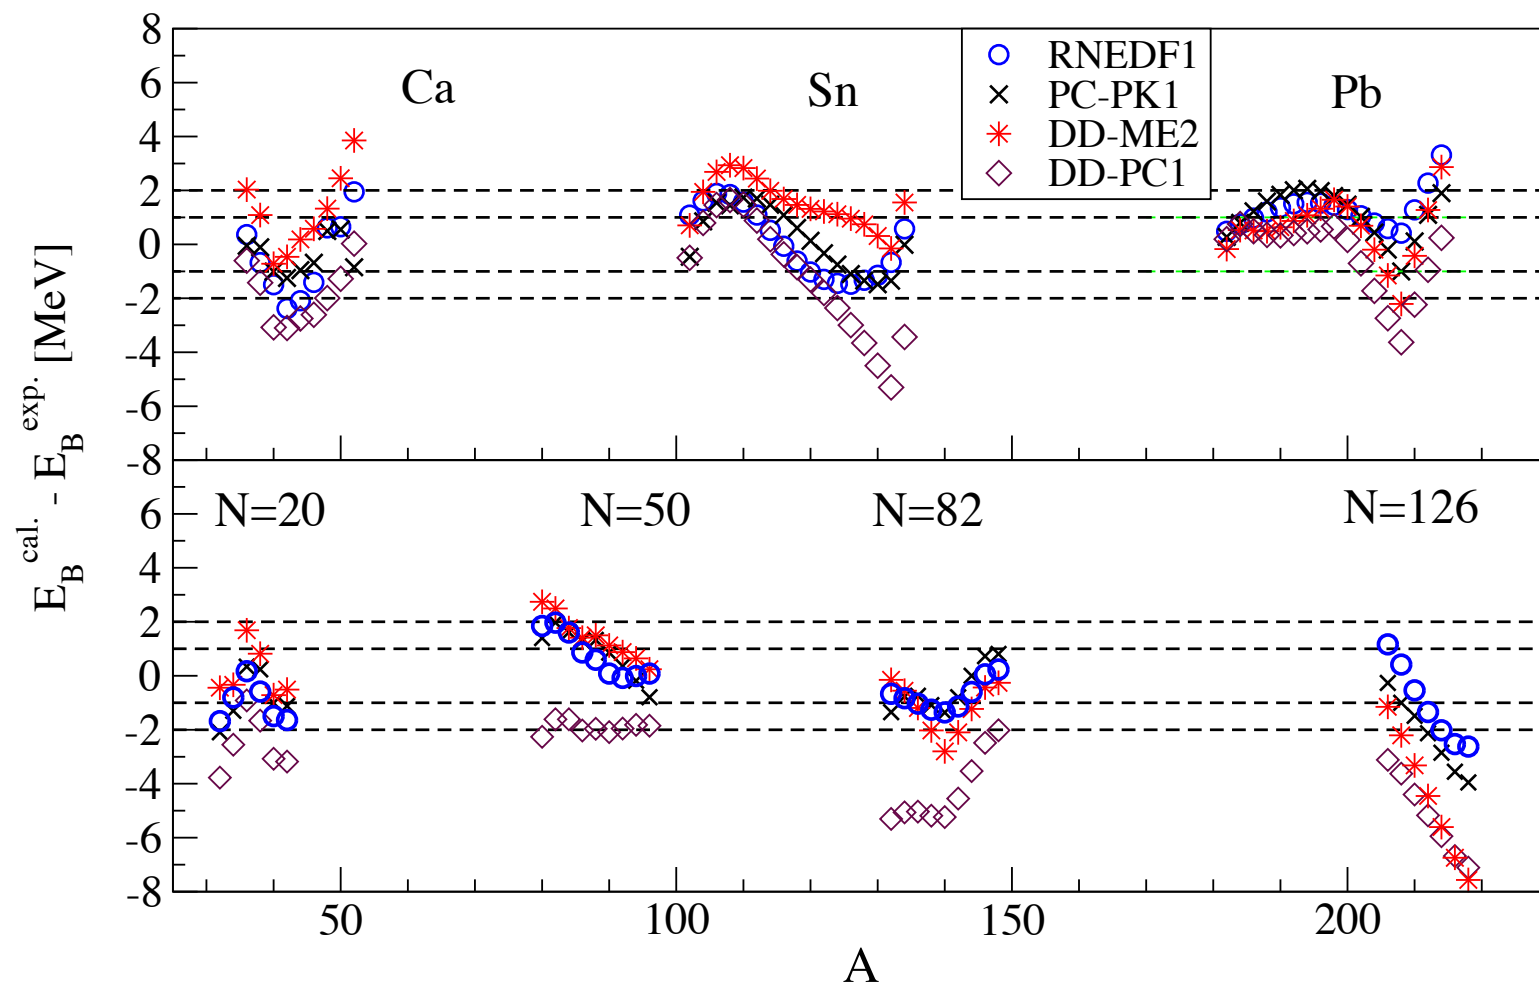 8
6
4
2
0
-2
-4
-6
-8
Ca
Sn
Pb
RNEDF1
PC-PK1
DD-ME2
DD-PC1
E_B^cal. - E_B^exp. [MeV]
6
4
2
0
-2
-4
-6
-8
N=20
N=50
N=82
N=126
50
100
150
200
A